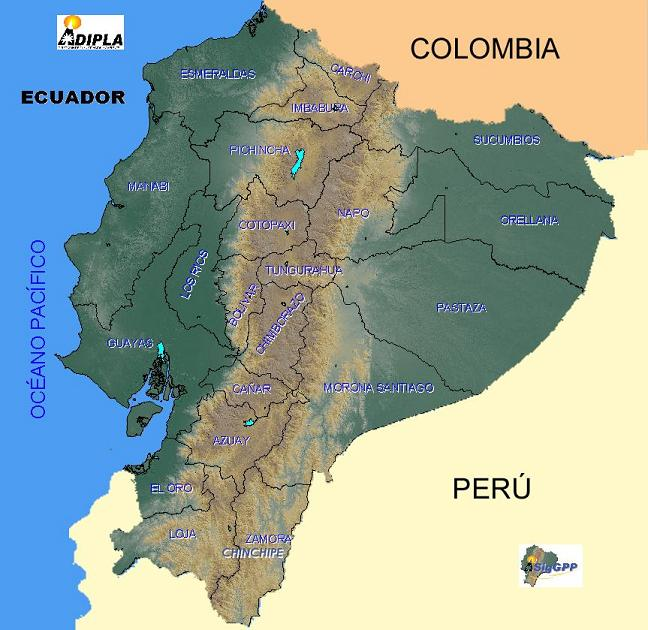 ADIPLA
COLOMBIA
ECUADOR
ESMERALDAS
CARCHI
IMBABURA
PICHINCHA
SUCUMBIOS
MANABI
NAPO
ORELLANA
COTOPAXI
LOS RIOS
TUNGURAHUA
BOLIVAR
CHIMBORAZO
PASTAZA
OCÉANO PACÍFICO
GUAYAS
CAÑAR
MORONA SANTIAGO
AZUAY
EL ORO
PERÚ
LOJA
ZAMORA
CHINCHIPE
SigGPP